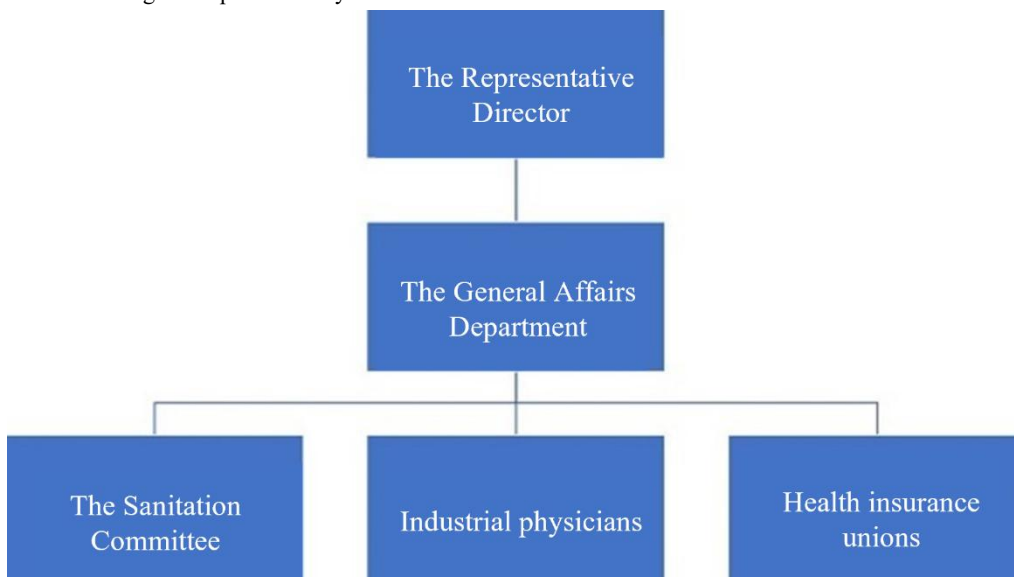 The Representative
Director
The General Affairs
Department
The Sanitation
Committee
Industrial physicians
Health insurance
unions